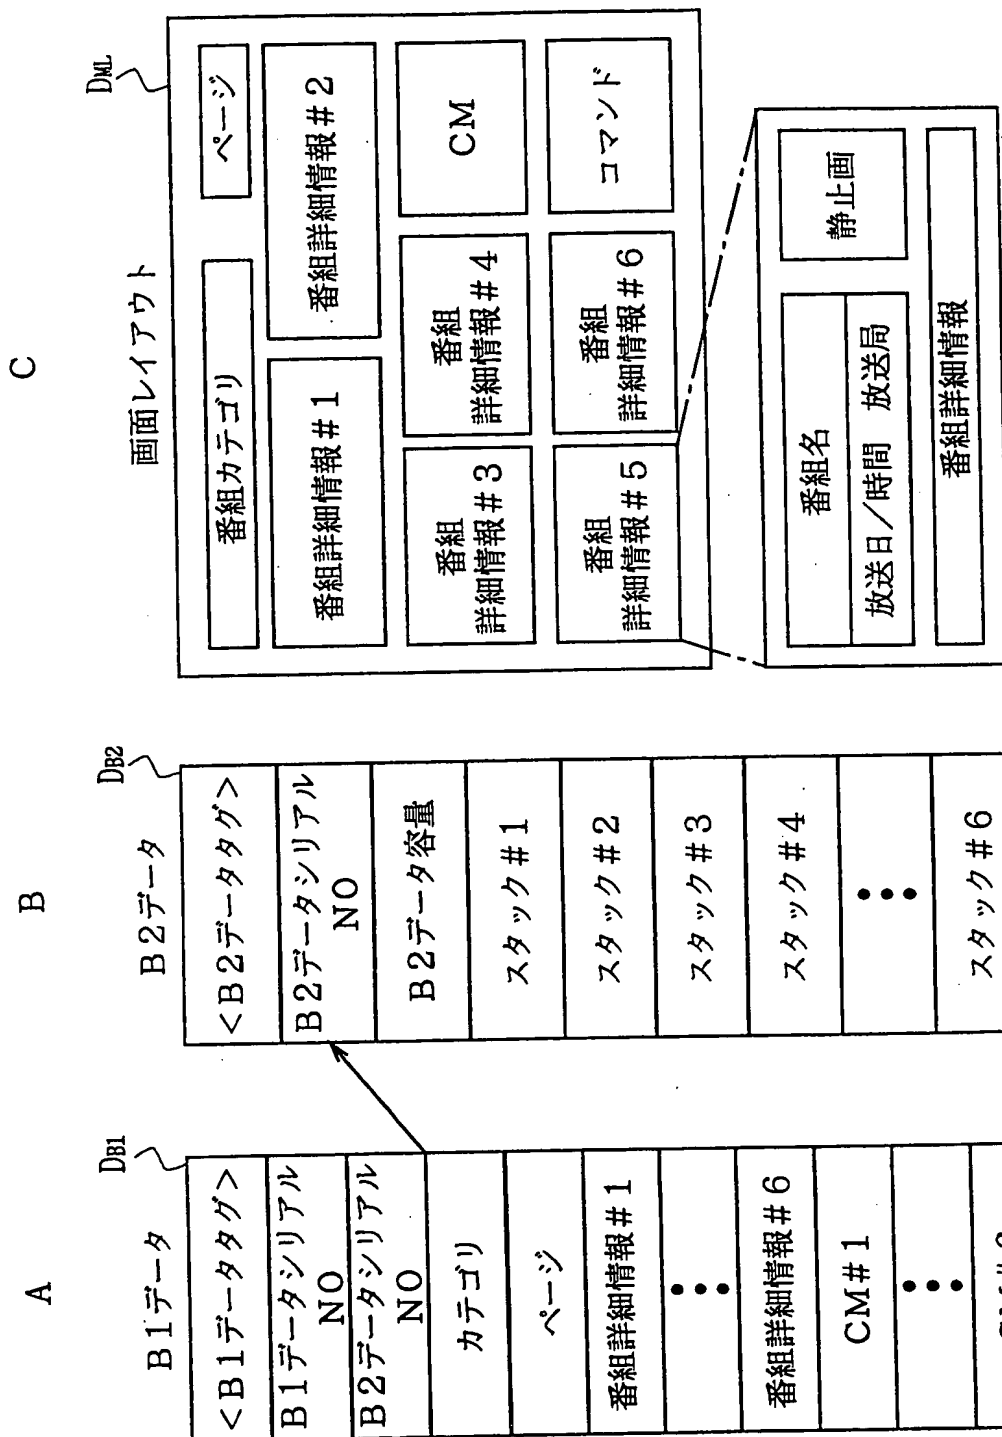 A
B1データ
DB1
<B1データタグ>
B1データシリアル
NO
B2データシリアル
NO
カテゴリ
ページ
番組詳細情報#1
番組詳細情報#6
CM#1
B
B2データ
DB2
<B2データタグ>
B2データシリアル
NO
B2データ容量
スタック#1
スタック#2
スタック#3
スタック#4
スタック#6
C
画面レイアウト
DML
番組カテゴリ
ページ
番組詳細情報#1
番組詳細情報#2
番組
詳細情報#3
番組
詳細情報#4
CM
番組
詳細情報#5
番組
詳細情報#6
コマンド
番組名
放送日/時間 放送局
静止画
番組詳細情報